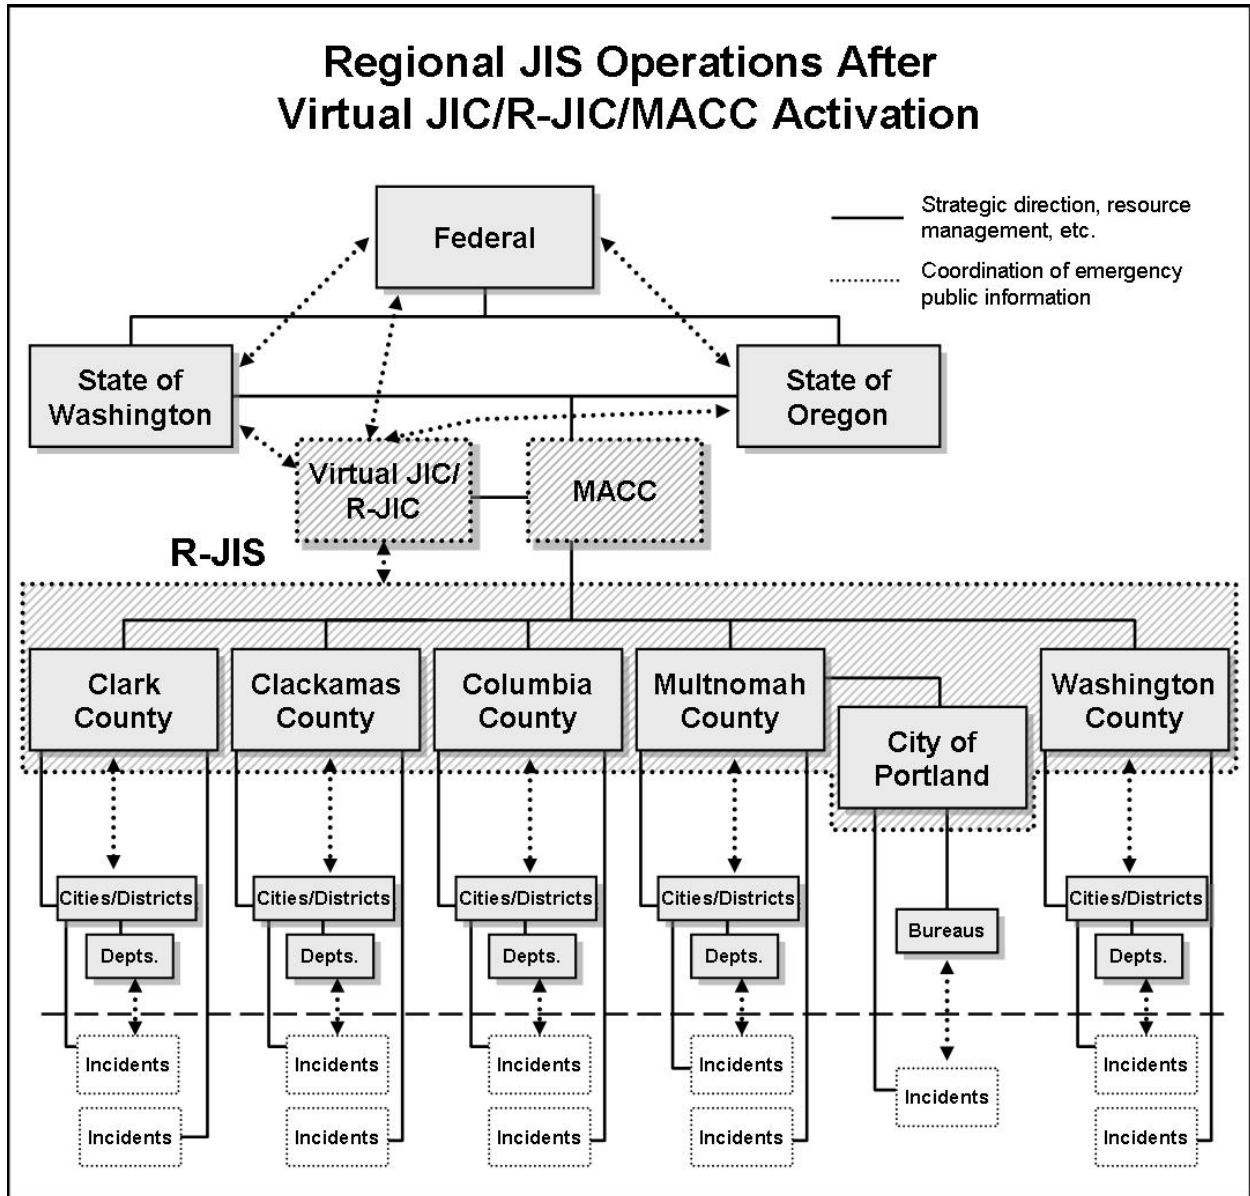 Regional JIS Operations After
Virtual JIC/R-JIC/MACC Activation
Strategic direction, resource
management, etc.
Coordination of emergency
public information
Federal
State of
Washington
State of
Oregon
Virtual JIC/
R-JIC
MACC
R-JIS
Clark
County
Clackamas
County
Columbia
County
Multnomah
County
City of
Portland
Washington
County
Cities/Districts
Cities/Districts
Cities/Districts
Cities/Districts
Cities/Districts
Bureaus
Depts.
Depts.
Depts.
Depts.
Depts.
Incidents
Incidents
Incidents
Incidents
Incidents
Incidents
Incidents
Incidents
Incidents
Incidents
Incidents